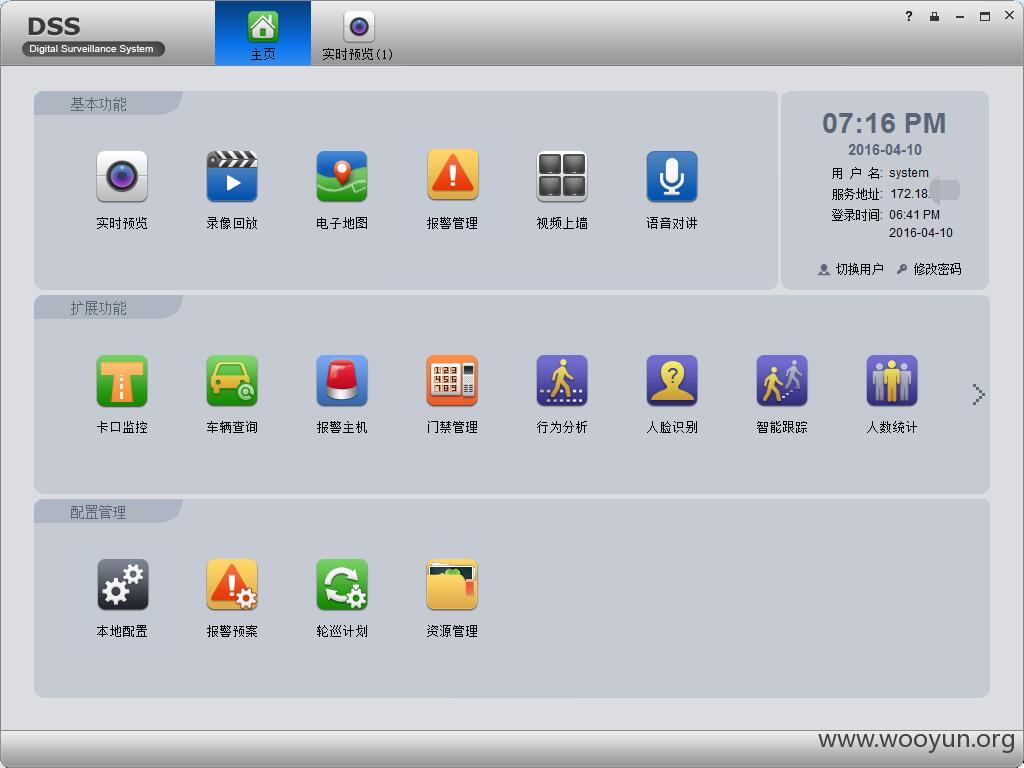 DSS
Digital Surveillance System
主页
实时预览(1)
基本功能
实时预览
录像回放
电子地图
报警管理
视频上墙
语音对讲
07:16 PM
2016-04-10
用 户 名: system
服务地址: 172.18.
登录时间: 06:41 PM
2016-04-10
切换用户
修改密码
扩展功能
卡口监控
车辆查询
报警主机
门禁管理
行为分析
人脸识别
智能跟踪
人数统计
配置管理
本地配置
报警预案
轮巡计划
资源管理
www.wooyun.org